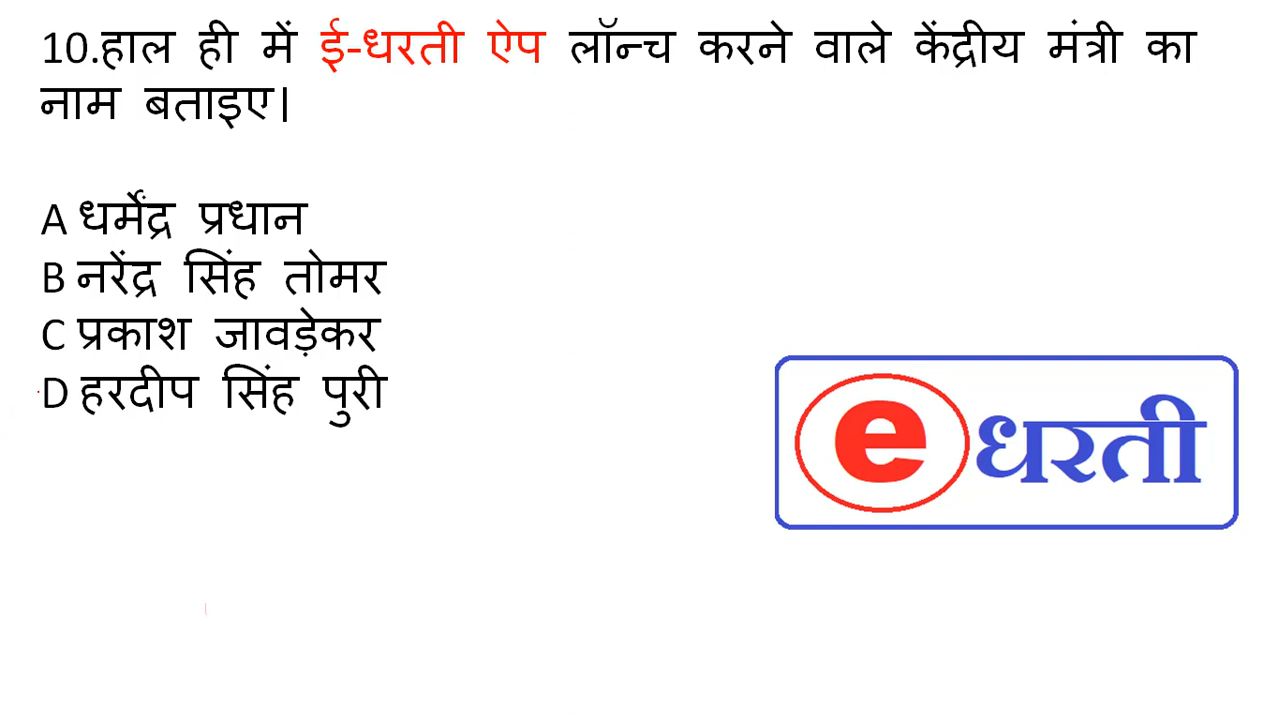 10.हाल ही में ई-धरती ऐप लॉन्च करने वाले केंद्रीय मंत्री का
नाम बताइए।
A धर्मेंद्र प्रधान
B नरेंद्र सिंह तोमर
C प्रकाश जावड़ेकर
D हरदीप सिंह पुरी
e धरती